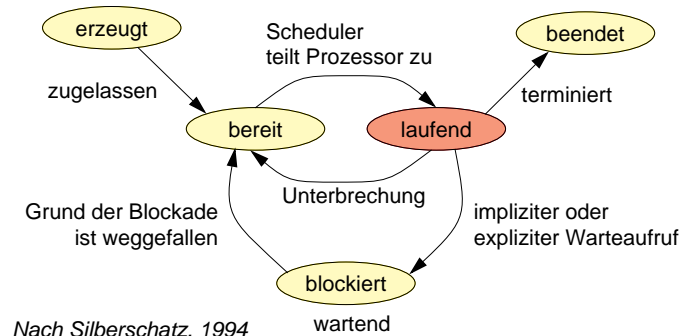 erzeugt
Scheduler
teilt Prozessor zu
beendet
zugelassen
terminiert
bereit
laufend
Unterbrechung
Grund der Blockade
ist weggefallen
impliziter oder
expliziter Warteaufruf
blockiert
wartend
Nach Silberschatz, 1994